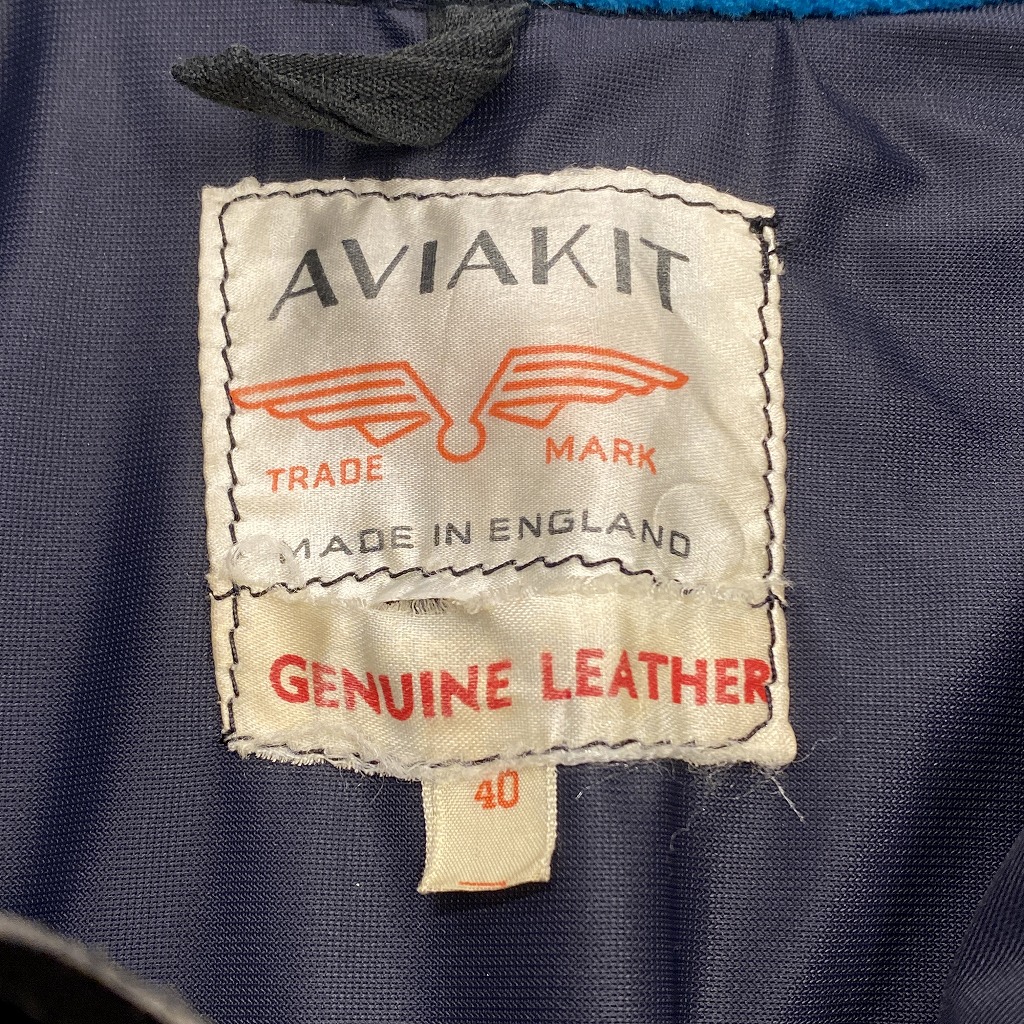 AVIAKIT
TRADE MARK
MADE IN ENGLAND
GENUINE LEATHER
40